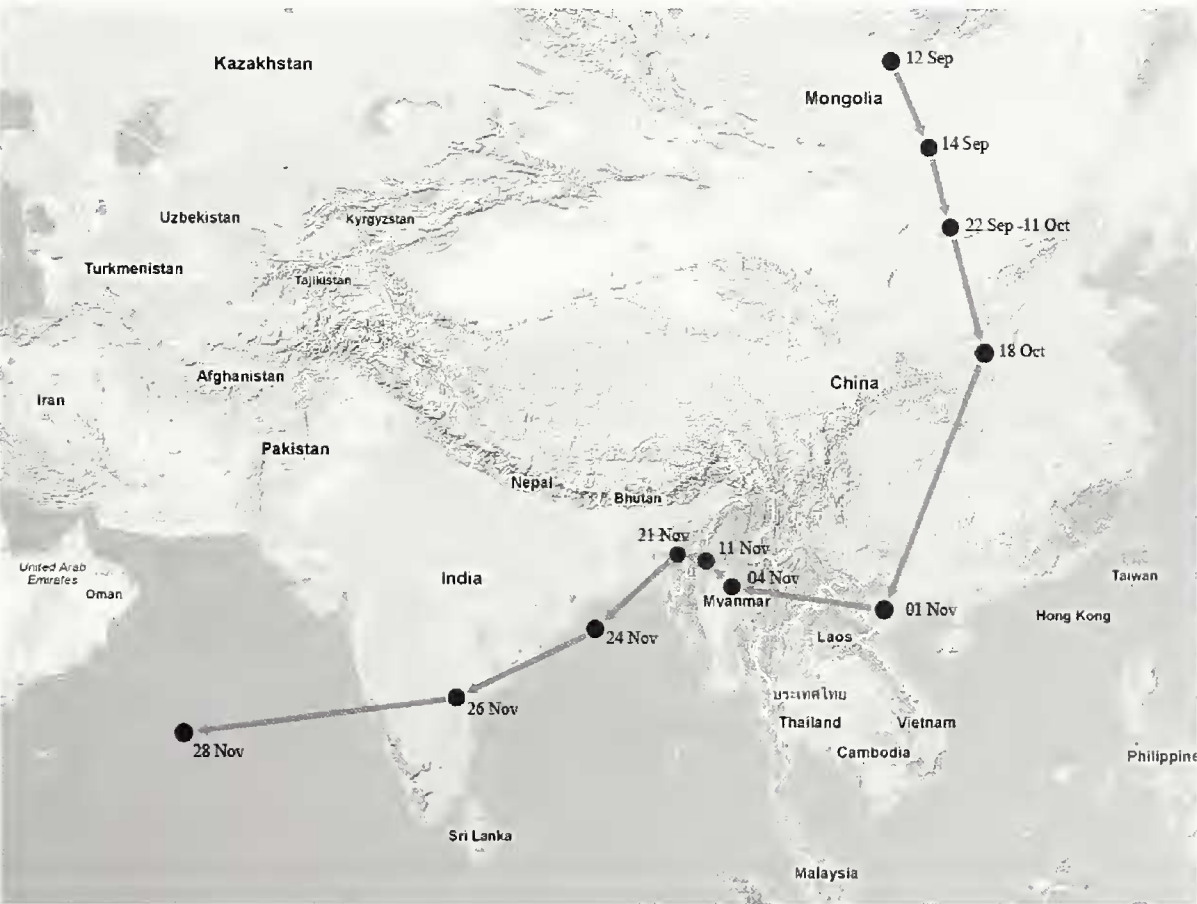 12 Sep
Kazakhstan
Mongolia
14 Sep
Uzbekistan
Kyrgyzstan
22 Sep -11 Oct
Turkmenistan
Tajikistan
18 Oct
Afghanistan
China
Iran
Pakistan
Nepal
Bhutan
21 Nov
11 Nov
United Arab
Emirates
India
04 Nov
Taiwan
Oman
Myanmar
01 Nov
Hong Kong
Laos
24 Nov
ประเทศไทย
26 Nov
Thailand
Vietnam
28 Nov
Cambodia
Philippine
Sri Lanka
Malaysia